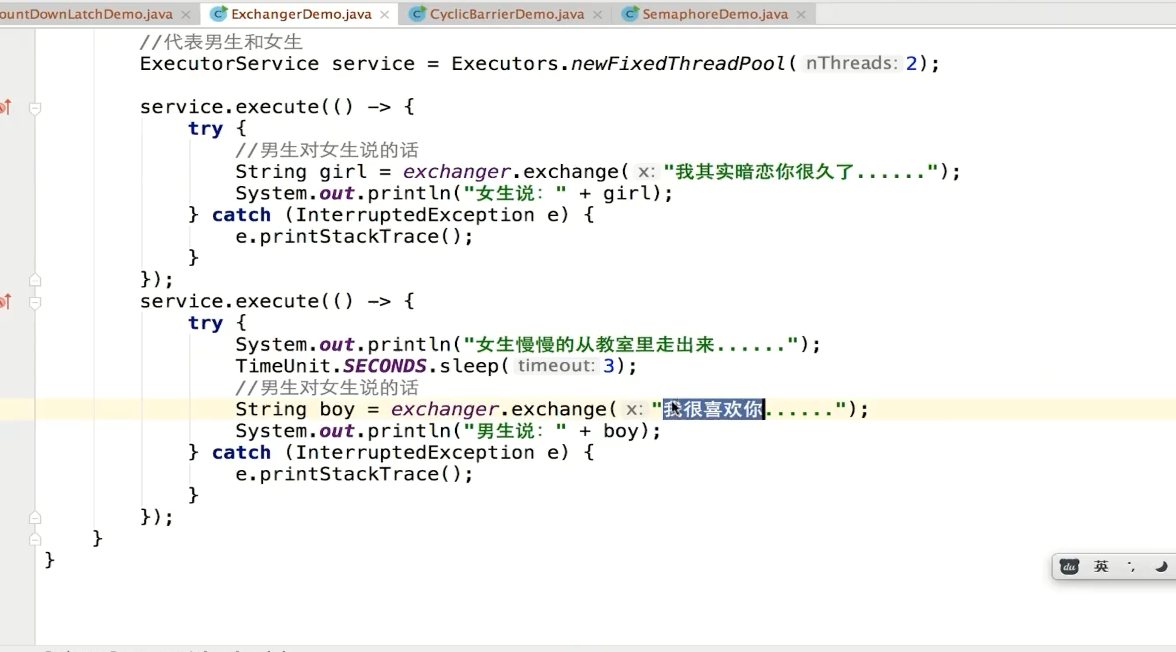 ountDownLatchDemo.java × ExchangerDemo.java × CyclicBarrierDemo.java × SemaphoreDemo.java ×
//代表男生和女生
ExecutorService service = Executors.newFixedThreadPool( nThreads: 2);
service.execute(() -> {
try {
//男生对女生说的话
String girl = exchanger.exchange( x: "我其实暗恋你很久了......");
System.out.println("女生说：" + girl);
} catch (InterruptedException e) {
e.printStackTrace();
}
});
service.execute(() -> {
try {
System.out.println("女生慢慢的从教室里走出来......");
TimeUnit.SECONDS.sleep( timeout: 3);
//男生对女生说的话
String boy = exchanger.exchange( x: "我很喜欢你......");
System.out.println("男生说：" + boy);
} catch (InterruptedException e) {
e.printStackTrace();
}
});
}
}
du 英